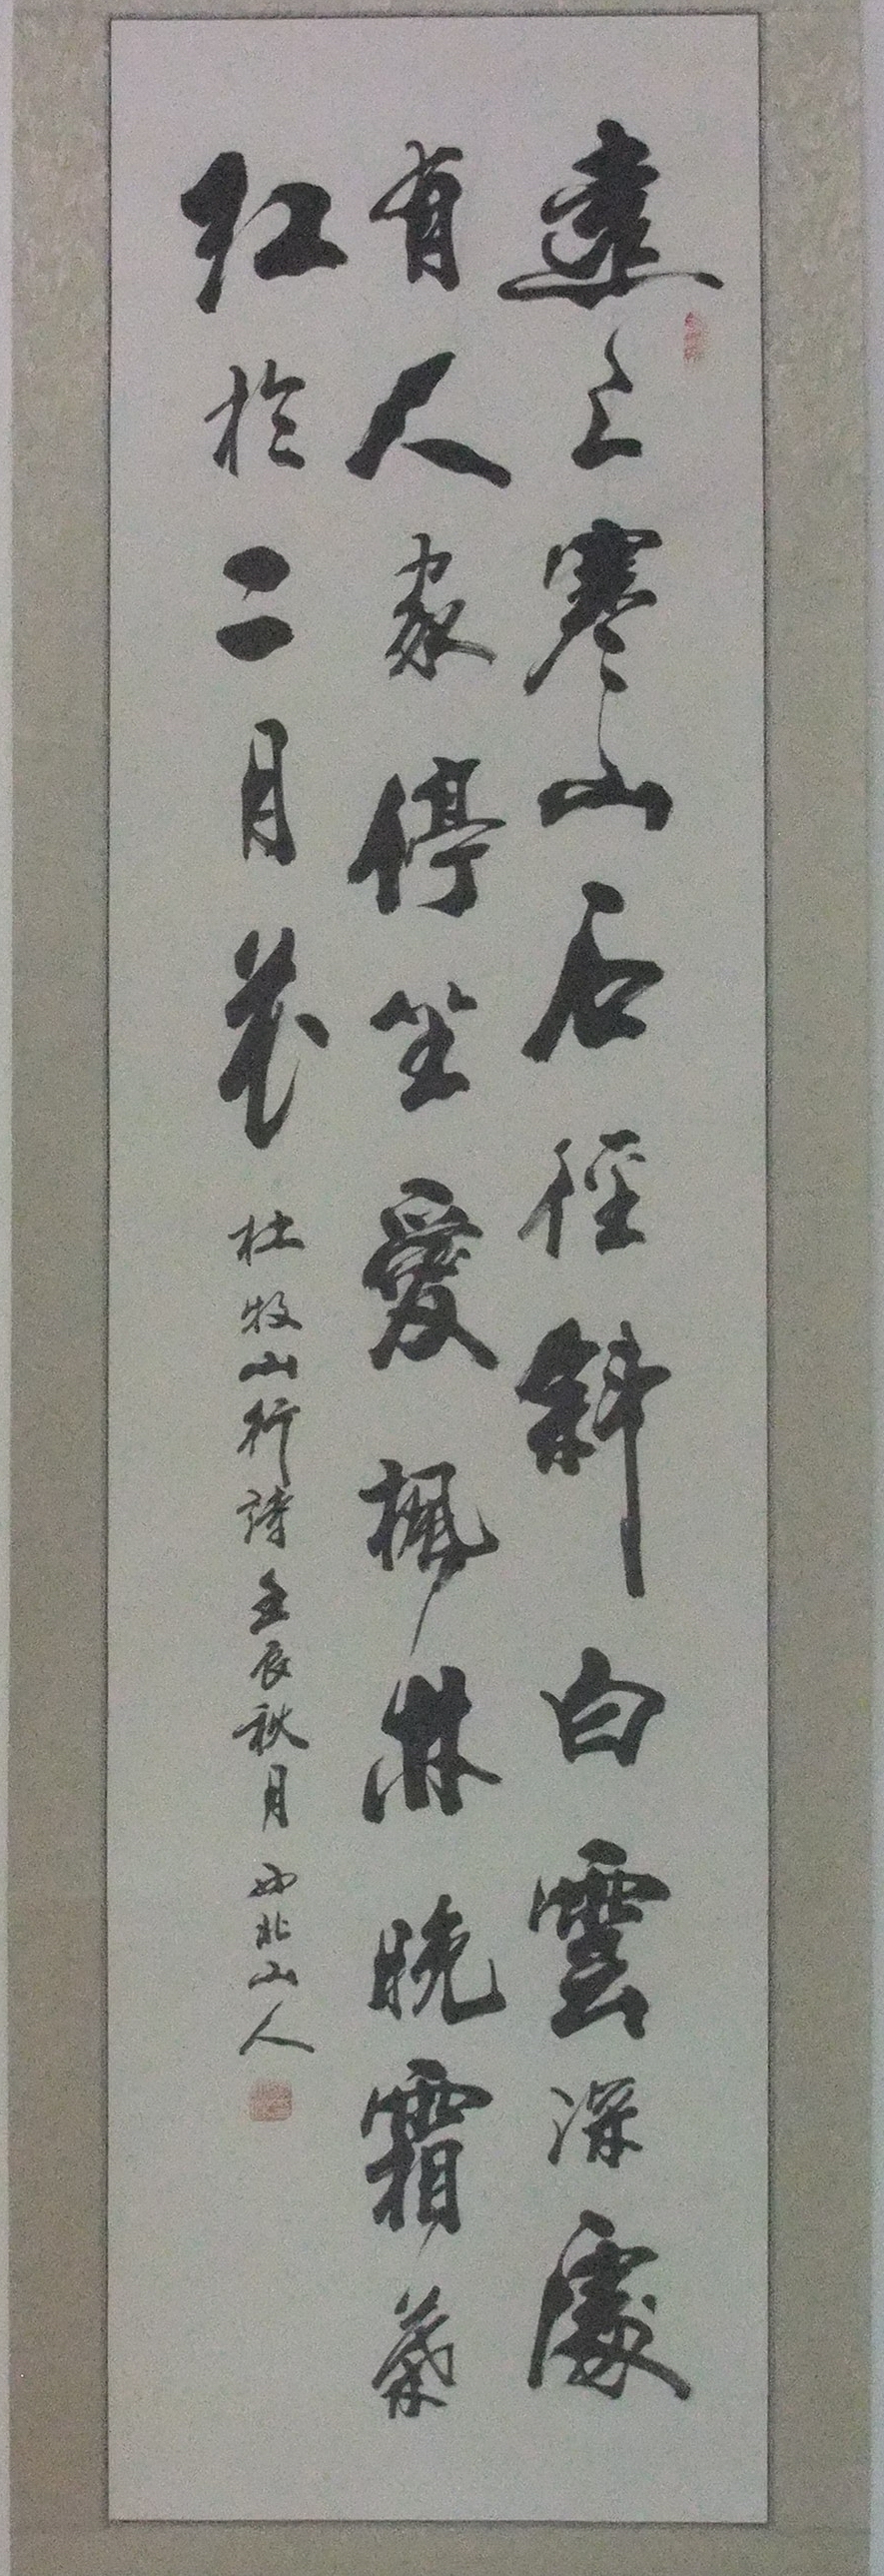 遠上寒山石徑斜白雲深處
有人家停坐愛楓林晚霜葉
紅於二月花 杜牧山行詩 壬辰秋月 西北山人